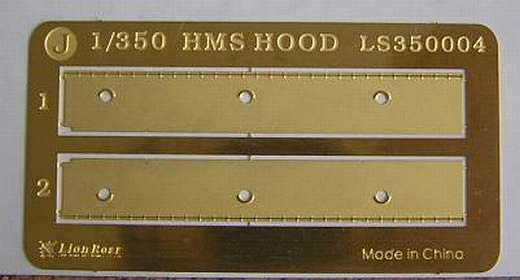 J 1/350 HMS HOOD LS350004
1
2
Lion Roar Made in China